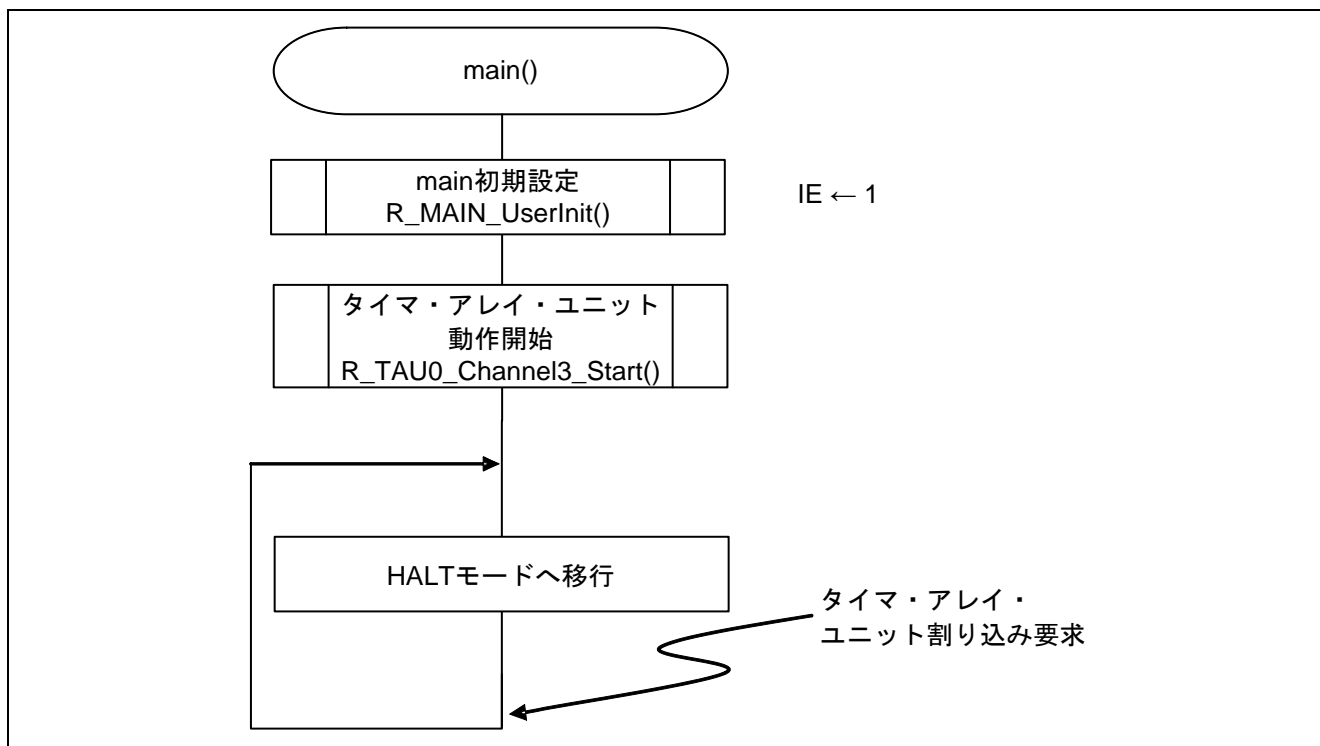 main()
main初期設定
R_MAIN_UserInit()
IE ← 1
タイマ・アレイ・ユニット
動作開始
R_TAU0_Channel3_Start()
HALTモードへ移行
タイマ・アレイ・
ユニット割り込み要求